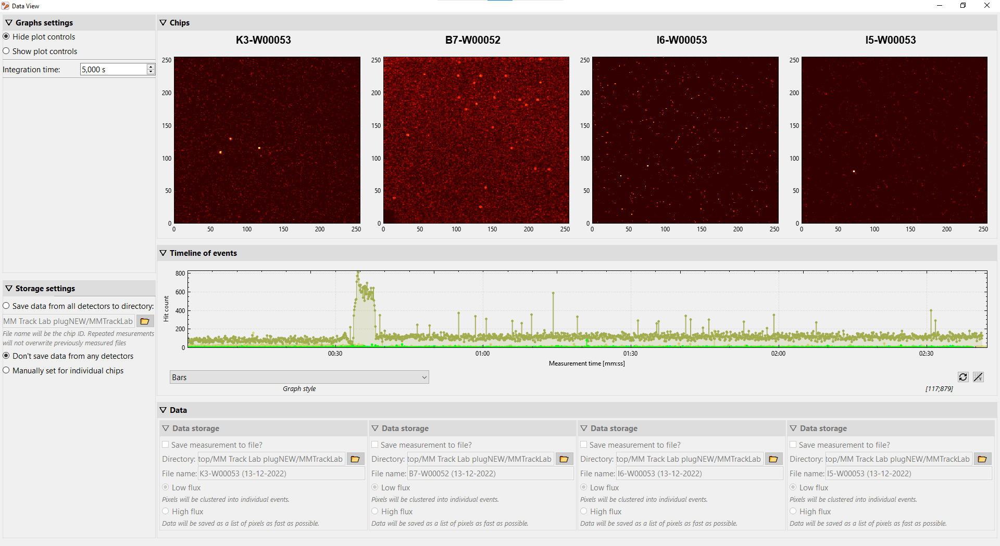 Data View
Graphs settings
Hide plot controls
Show plot controls
Integration time: 5,000 s
Storage settings
Save data from all detectors to directory:
MM Track Lab plugNEW/MMTrackLab
File name will be the chip ID. Repeated mesurements
will not overwrite previously measured files
Don't save data from any detectors
Manually set for individual chips
Chips
K3-W00053 B7-W00052 I6-W00053 I5-W00053
250 250 250 250
200 200 200 200
150 150 150 150
100 100 100 100
50 50 50 50
0 0 0 0
0 50 100 150 200 250 0 50 100 150 200 250 0 50 100 150 200 250 0 50 100 150 200 250
Timeline of events
Hit count
800
600
400
200
0
00:30 01:00 01:30 02:00 02:30
Measurement time [mm:ss]
Bars
Graph style
[117;879]
Data
Data storage
Save measurement to file?
Directory: top/MM Track Lab plugNEW/MMTrackLab
File name: K3-W00053 (13-12-2022)
Low flux
Pixels will be clustered into individual events.
High flux
Data will be saved as a list of pixels as fast as possible.
Data storage
Save measurement to file?
Directory: top/MM Track Lab plugNEW/MMTrackLab
File name: B7-W00052 (13-12-2022)
Low flux
Pixels will be clustered into individual events.
High flux
Data will be saved as a list of pixels as fast as possible.
Data storage
Save measurement to file?
Directory: top/MM Track Lab plugNEW/MMTrackLab
File name: I6-W00053 (13-12-2022)
Low flux
Pixels will be clustered into individual events.
High flux
Data will be saved as a list of pixels as fast as possible.
Data storage
Save measurement to file?
Directory: top/MM Track Lab plugNEW/MMTrackLab
File name: I5-W00053 (13-12-2022)
Low flux
Pixels will be clustered into individual events.
High flux
Data will be saved as a list of pixels as fast as possible.